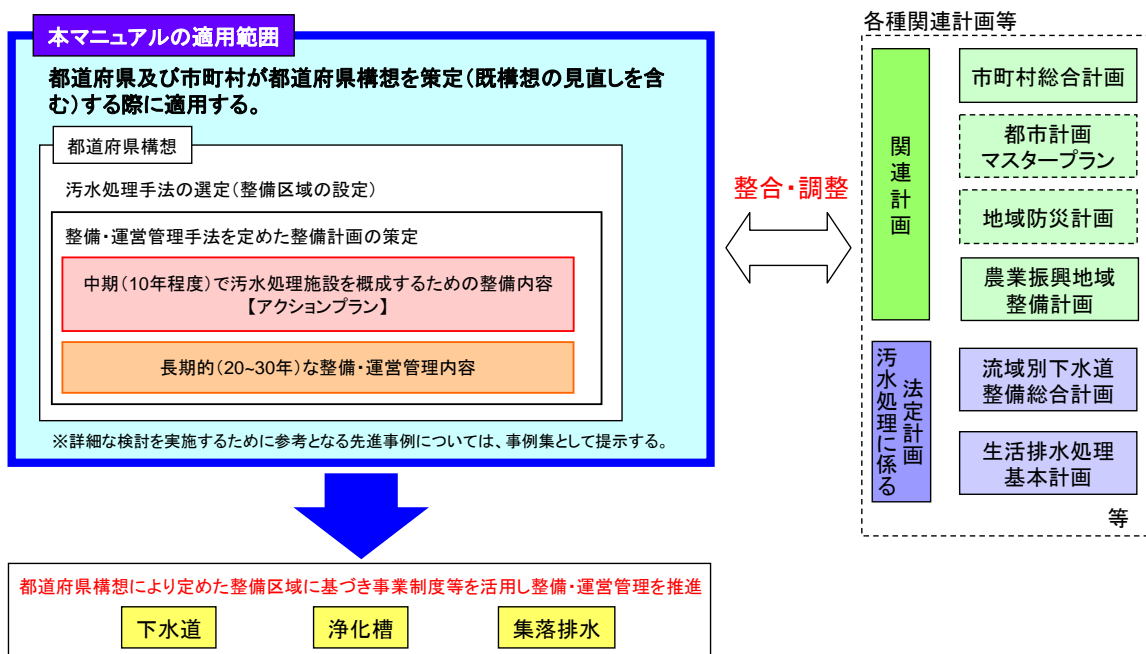 本マニュアルの適用範囲
都道府県及び市町村が都道府県構想を策定(既構想の見直しを含
む)する際に適用する。
都道府県構想
汚水処理手法の選定(整備区域の設定)
整備・運営管理手法を定めた整備計画の策定
中期(10年程度)で汚水処理施設を概成するための整備内容
【アクションプラン】
長期的(20~30年)な整備・運営管理内容
※詳細な検討を実施するために参考となる先進事例については、事例集として提示する。
整合・調整
各種関連計画等
関連計画
市町村総合計画
都市計画
マスタープラン
地域防災計画
農業振興地域
整備計画
汚水処理に係る
法定計画
流域別下水道
整備総合計画
生活排水処理
基本計画
等
都道府県構想により定めた整備区域に基づき事業制度等を活用し整備・運営管理を推進
下水道
浄化槽
集落排水